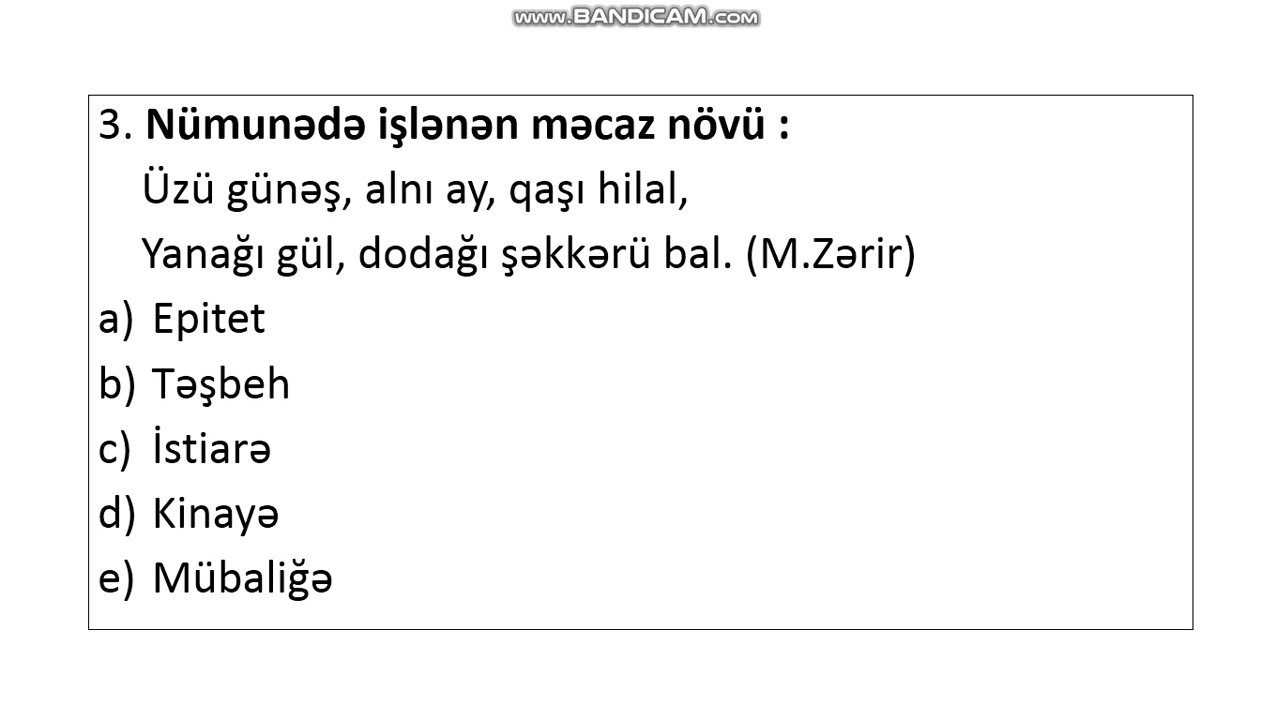 www.BANDICAM.com
3. Nümunədə işlənən məcaz növü :
Üzü günəş, alnı ay, qaşı hilal,
Yanağı gül, dodağı şəkkərü bal. (M.Zərir)
a) Epitet
b) Təşbeh
c) İstiarə
d) Kinayə
e) Mübaliğə